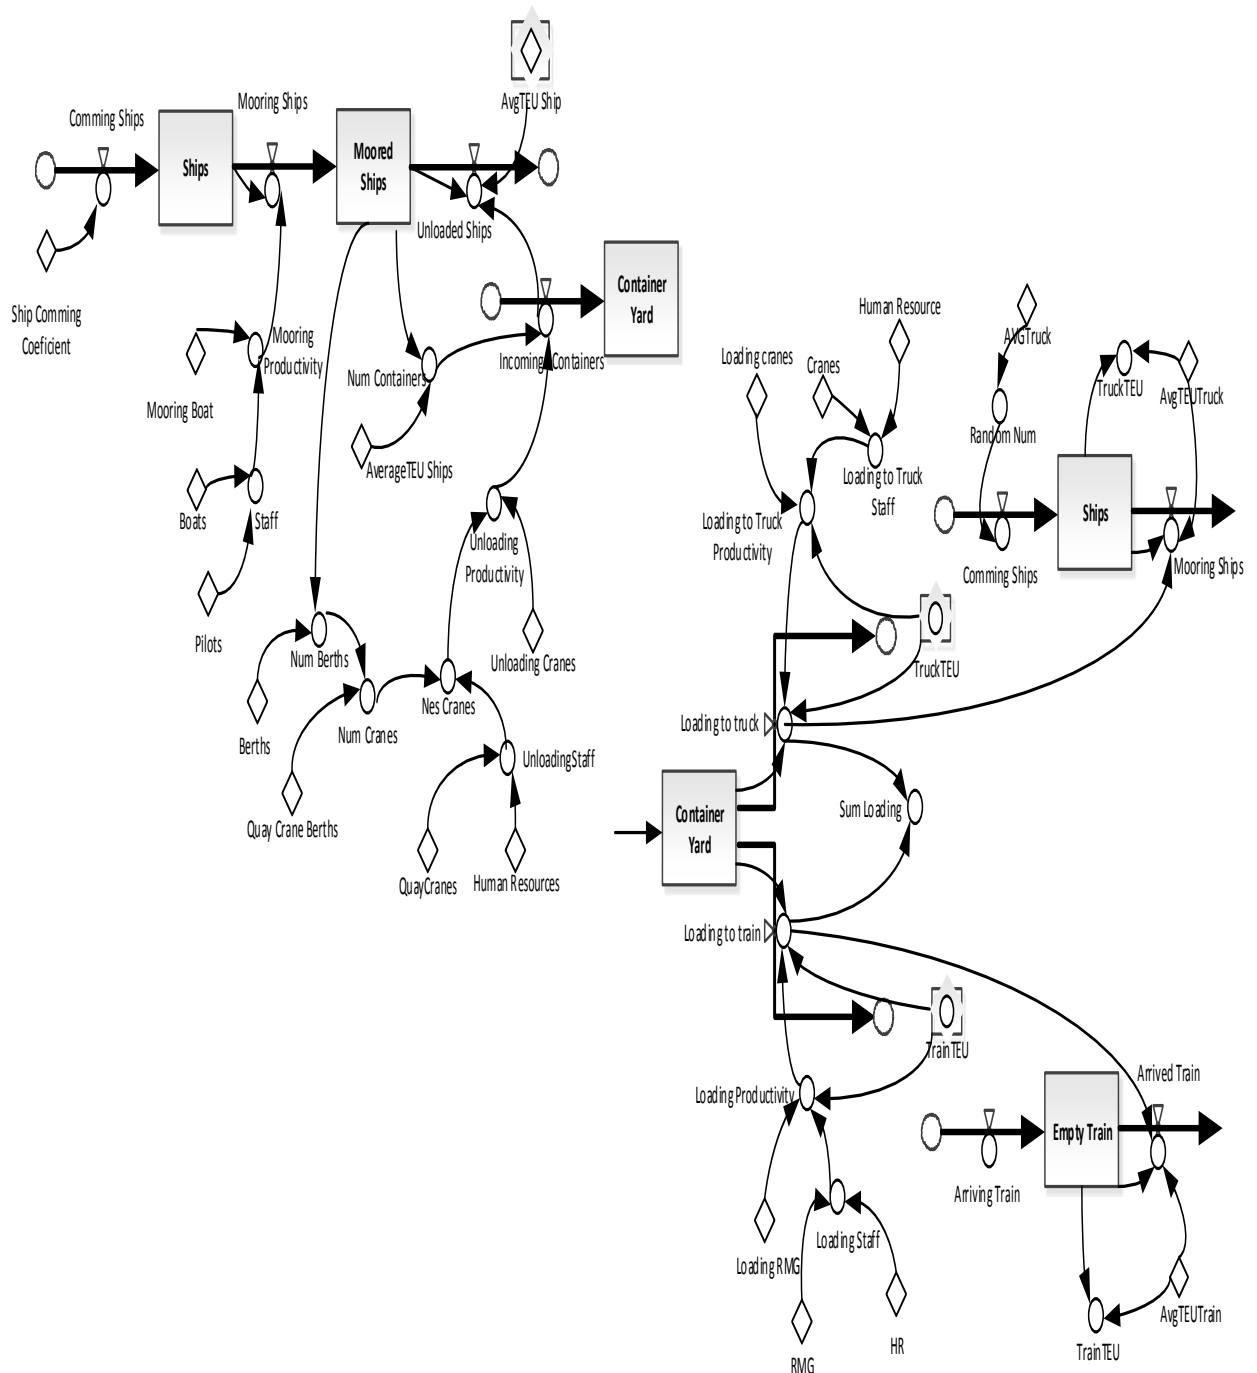 AvgTEU Ship
Mooring Ships
Comming Ships
Ships
Moored
Ships
Unloaded Ships
Container
Yard
Ship Comming
Coeficient
Mooring
Productivity
Mooring Boat
Num Containers
Incoming Containers
AverageTEU Ships
Boats
Staff
Unloading
Productivity
Pilots
Num Berths
Unloading Cranes
Nes Cranes
Berths
Num Cranes
UnloadingStaff
Quay Crane Berths
QuayCranes
Human Resources
Human Resource
Loading cranes
Cranes
AVgTruck
TruckTEU
AvgTEUTruck
Random Num
Loading to Truck
Staff
Ships
Loading to Truck
Productivity
Comming Ships
Mooring Ships
TruckTEU
Loading to truck
Container
Yard
Sum Loading
Loading to train
TrainTEU
Loading Productivity
Arrived Train
Empty Train
Arriving Train
Loading Staff
Loading RMG
AvgTEUTrain
HR
TrainTEU
RMG